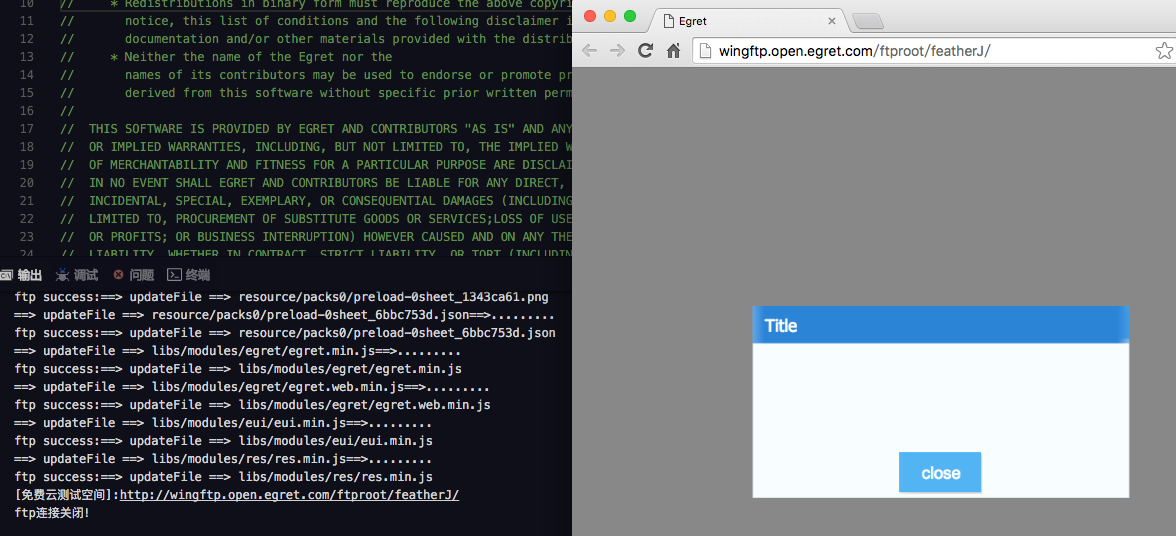 10 // * Redistributions in binary form must reproduce the above copyri
11 // notice, this list of conditions and the following disclaimer i
12 // documentation and/or other materials provided with the distrib
13 // * Neither the name of the Egret nor the
14 // names of its contributors may be used to endorse or promote pr
15 // derived from this software without specific prior written perm
16 //
17 // THIS SOFTWARE IS PROVIDED BY EGRET AND CONTRIBUTORS "AS IS" AND ANY
18 // OR IMPLIED WARRANTIES, INCLUDING, BUT NOT LIMITED TO, THE IMPLIED W
19 // OF MERCHANTABILITY AND FITNESS FOR A PARTICULAR PURPOSE ARE DISCLAI
20 // IN NO EVENT SHALL EGRET AND CONTRIBUTORS BE LIABLE FOR ANY DIRECT,
21 // INCIDENTAL, SPECIAL, EXEMPLARY, OR CONSEQUENTIAL DAMAGES (INCLUDING
22 // LIMITED TO, PROCUREMENT OF SUBSTITUTE GOODS OR SERVICES;LOSS OF USE
23 // OR PROFITS; OR BUSINESS INTERRUPTION) HOWEVER CAUSED AND ON ANY THE
24 // LIABILITY, WHETHER IN CONTRACT, STRICT LIABILITY, OR TORT (INCLUDIN
输出 调试 问题 终端
ftp success:==> updateFile ==> resource/packs0/preload-0sheet_1343ca61.png
==> updateFile ==> resource/packs0/preload-0sheet_6bbc753d.json==>.........
ftp success:==> updateFile ==> resource/packs0/preload-0sheet_6bbc753d.json
==> updateFile ==> libs/modules/egret/egret.min.js==>.........
ftp success:==> updateFile ==> libs/modules/egret/egret.min.js
==> updateFile ==> libs/modules/egret/egret.web.min.js==>.........
ftp success:==> updateFile ==> libs/modules/egret/egret.web.min.js
==> updateFile ==> libs/modules/eui/eui.min.js==>.........
ftp success:==> updateFile ==> libs/modules/eui/eui.min.js
==> updateFile ==> libs/modules/res/res.min.js==>.........
ftp success:==> updateFile ==> libs/modules/res/res.min.js
[免费云测试空间]:http://wingftp.open.egret.com/ftproot/featherJ/
ftp连接关闭!
Egret
wingftp.open.egret.com/ftproot/featherJ/
Title
close